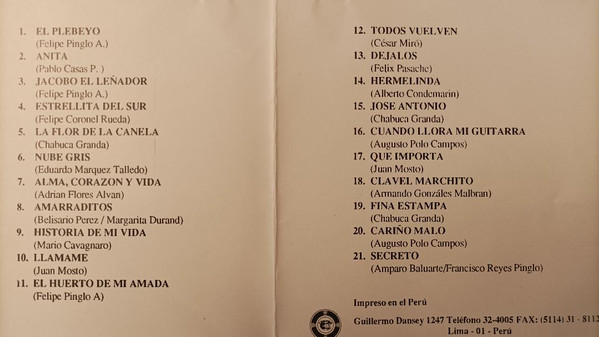 1. EL PLEBEYO
(Felipe Pinglo A.)
2. ANITA
(Pablo Casas P. )
3. JACOBO EL LEÑADOR
(Felipe Pinglo A.)
4. ESTRELLITA DEL SUR
(Felipe Coronel Rueda)
5. LA FLOR DE LA CANELA
(Chabuca Granda)
6. NUBE GRIS
(Eduardo Marquez Talledo)
7. ALMA, CORAZON Y VIDA
(Adrian Flores Alvan)
8. AMARRADITOS
(Belisario Perez / Margarita Durand)
9. HISTORIA DE MI VIDA
(Mario Cavagnaro)
10. LLAMAME
(Juan Mosto)
11. EL HUERTO DE MI AMADA
(Felipe Pinglo A)
12. TODOS VUELVEN
(César Miró)
13. DEJALOS
(Felix Pasache)
14. HERMELINDA
(Alberto Condemarin)
15. JOSE ANTONIO
(Chabuca Granda)
16. CUANDO LLORA MI GUITARRA
(Augusto Polo Campos)
17. QUE IMPORTA
(Juan Mosto)
18. CLAVEL MARCHITO
(Armando Gonzáles Malbran)
19. FINA ESTAMPA
(Chabuca Granda)
20. CARIÑO MALO
(Augusto Polo Campos)
21. SECRETO
(Amparo Baluarte/Francisco Reyes Pinglo)
Impreso en el Perú
Guillermo Dansey 1247 Teléfono 32-4005 FAX: (5114) 31 - 8112
Lima - 01 - Perú